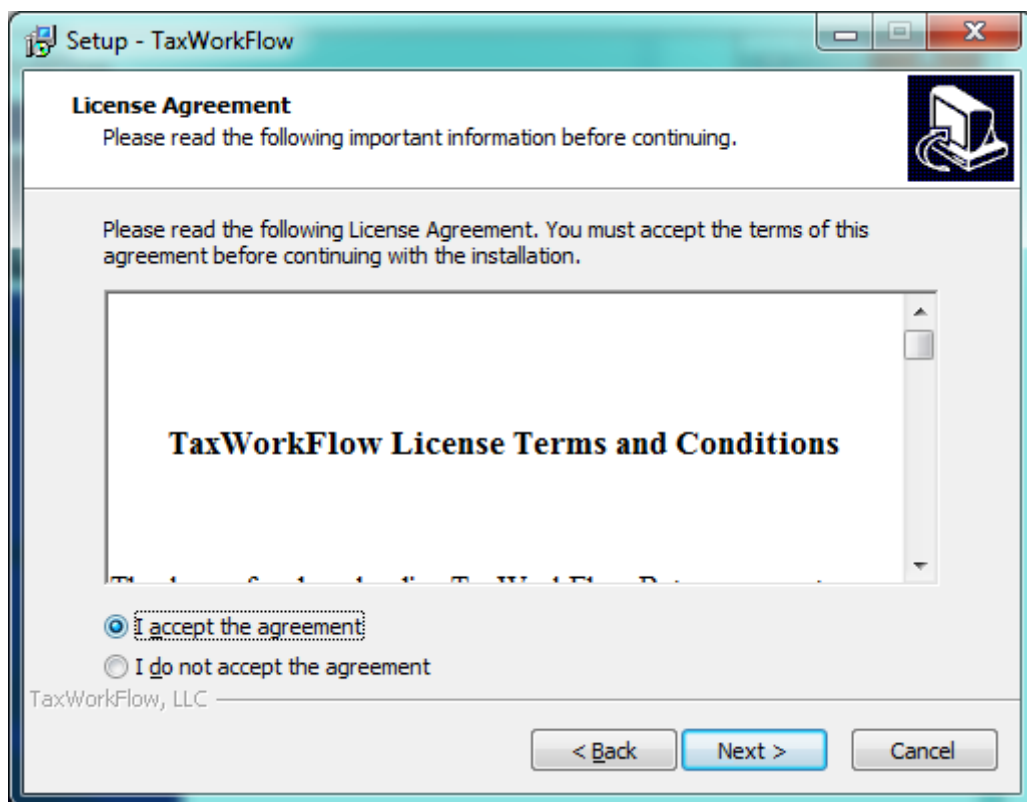 Setup - TaxWorkFlow
License Agreement
Please read the following important information before continuing.
Please read the following License Agreement. You must accept the terms of this
agreement before continuing with the installation.
TaxWorkFlow License Terms and Conditions
I accept the agreement
I do not accept the agreement
TaxWorkFlow, LLC
< Back
Next >
Cancel